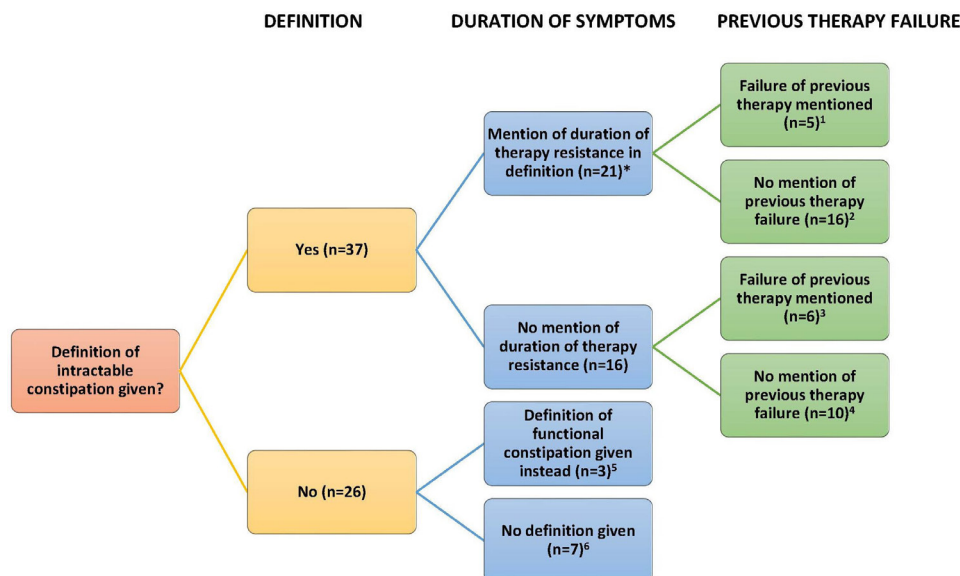 DEFINITION
DURATION OF SYMPTOMS
PREVIOUS THERAPY FAILURE
Definition of
intractable
constipation given?
Yes (n=37)
No (n=26)
Mention of duration of
therapy resistance in
definition (n=21)*
No mention of
duration of therapy
resistance (n=16)
Definition of
functional
constipation given
instead (n=3)⁵
No definition given
(n=7)⁶
Failure of previous
therapy mentioned
(n=5)¹
No mention of
previous therapy
failure (n=16)²
Failure of previous
therapy mentioned
(n=6)³
No mention of
previous therapy
failure (n=10)⁴